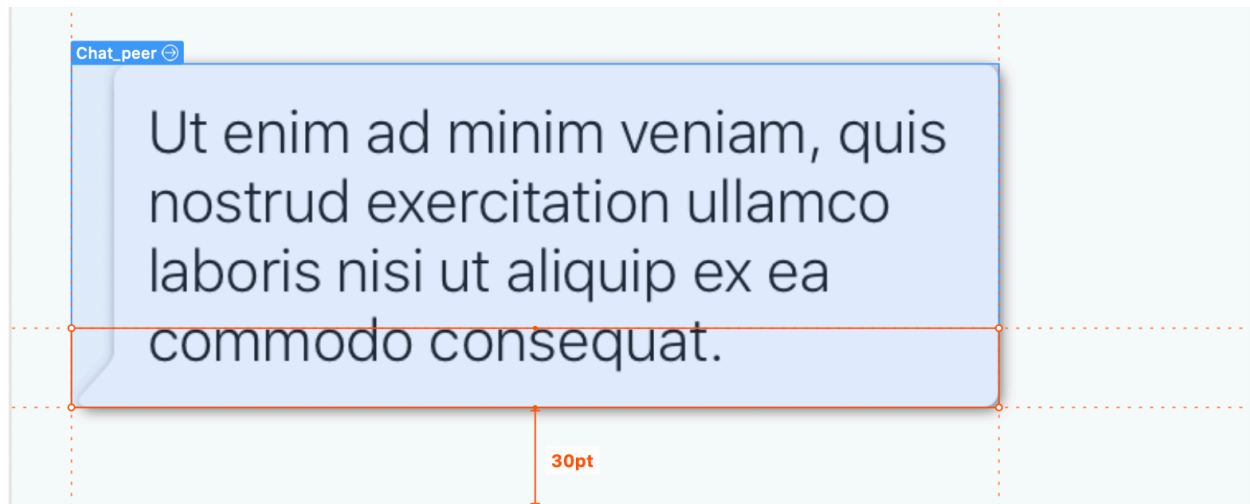 Chat_peer
Ut enim ad minim veniam, quis
nostrud exercitation ullamco
laboris nisi ut aliquip ex ea
commodo consequat.
30pt